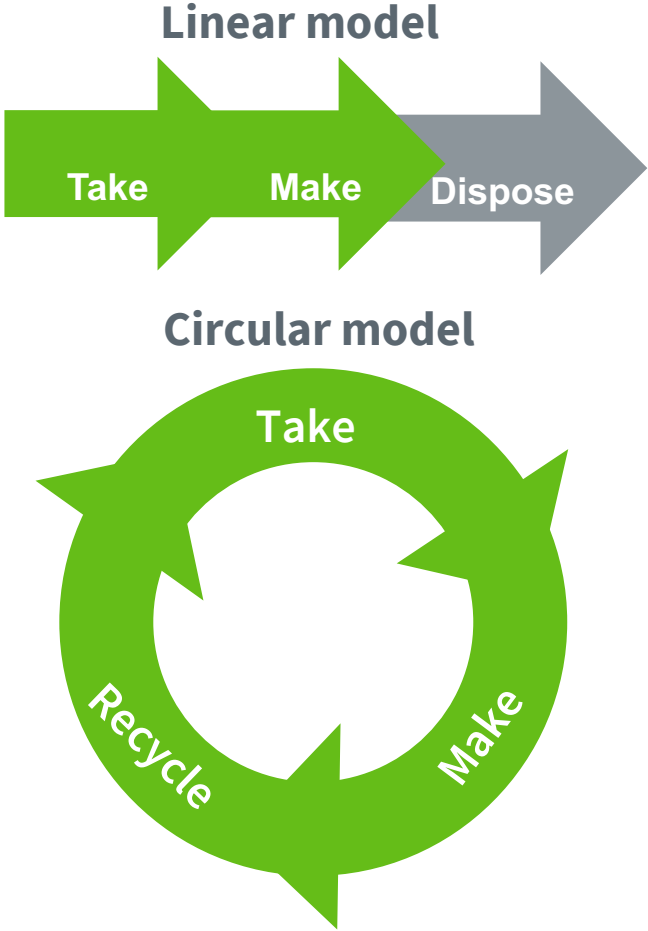 Linear model
Take
Make
Dispose
Circular model
Take
Make
Recycle